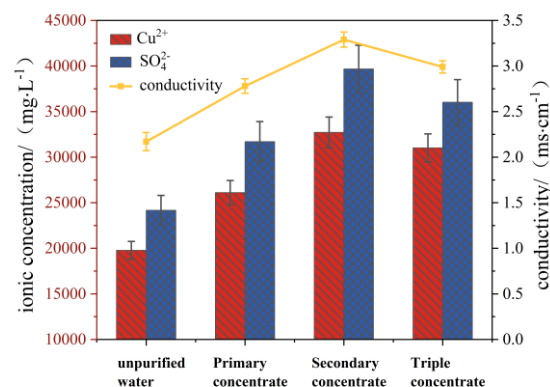 45000
40000
35000
30000
25000
20000
15000
10000
ionic concentration/ (mg·L⁻¹)
Cu²⁺
SO₄²⁻
conductivity
3.5
3.0
2.5
2.0
1.5
1.0
0.5
0.0
conductivity/ (ms·cm⁻¹)
unpurified
water
Primary
concentrate
Secondary
concentrate
Triple
concentrate